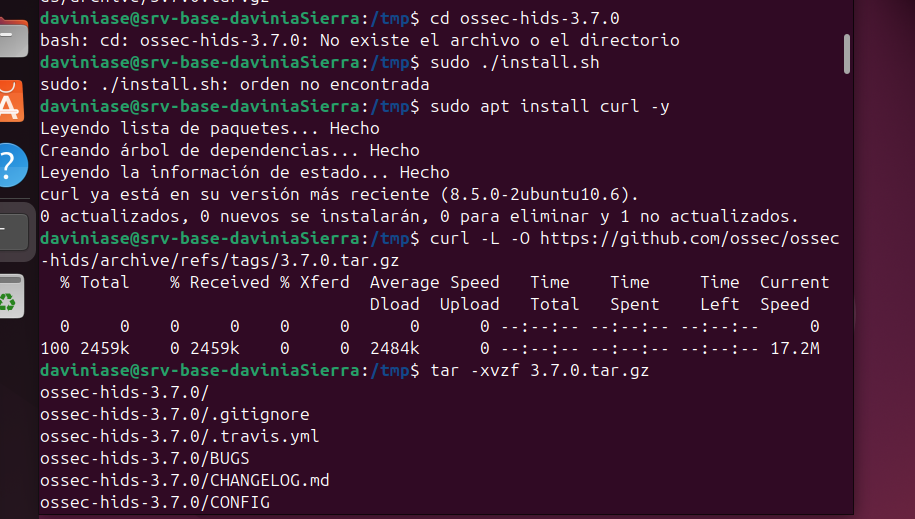 daviniase@srv-base-daviniaSierra:/tmp$ cd ossec-hids-3.7.0
bash: cd: ossec-hids-3.7.0: No existe el archivo o el directorio
daviniase@srv-base-daviniaSierra:/tmp$ sudo ./install.sh
sudo: ./install.sh: orden no encontrada
daviniase@srv-base-daviniaSierra:/tmp$ sudo apt install curl -y
Leyendo lista de paquetes... Hecho
Creando árbol de dependencias... Hecho
Leyendo la información de estado... Hecho
curl ya está en su versión más reciente (8.5.0-2ubuntu10.6).
0 actualizados, 0 nuevos se instalarán, 0 para eliminar y 1 no actualizados.
daviniase@srv-base-daviniaSierra:/tmp$ curl -L -O https://github.com/ossec/ossec
-hids/archive/refs/tags/3.7.0.tar.gz
  % Total    % Received % Xferd  Average Speed   Time    Time     Time  Current
                                 Dload  Upload   Total   Spent    Left  Speed
  0     0    0     0    0     0      0      0 --:--:-- --:--:-- --:--:--     0
100 2459k    0 2459k    0     0  2484k      0 --:--:-- --:--:-- --:--:-- 17.2M
daviniase@srv-base-daviniaSierra:/tmp$ tar -xvzf 3.7.0.tar.gz
ossec-hids-3.7.0/
ossec-hids-3.7.0/.gitignore
ossec-hids-3.7.0/.travis.yml
ossec-hids-3.7.0/BUGS
ossec-hids-3.7.0/CHANGELOG.md
ossec-hids-3.7.0/CONFIG